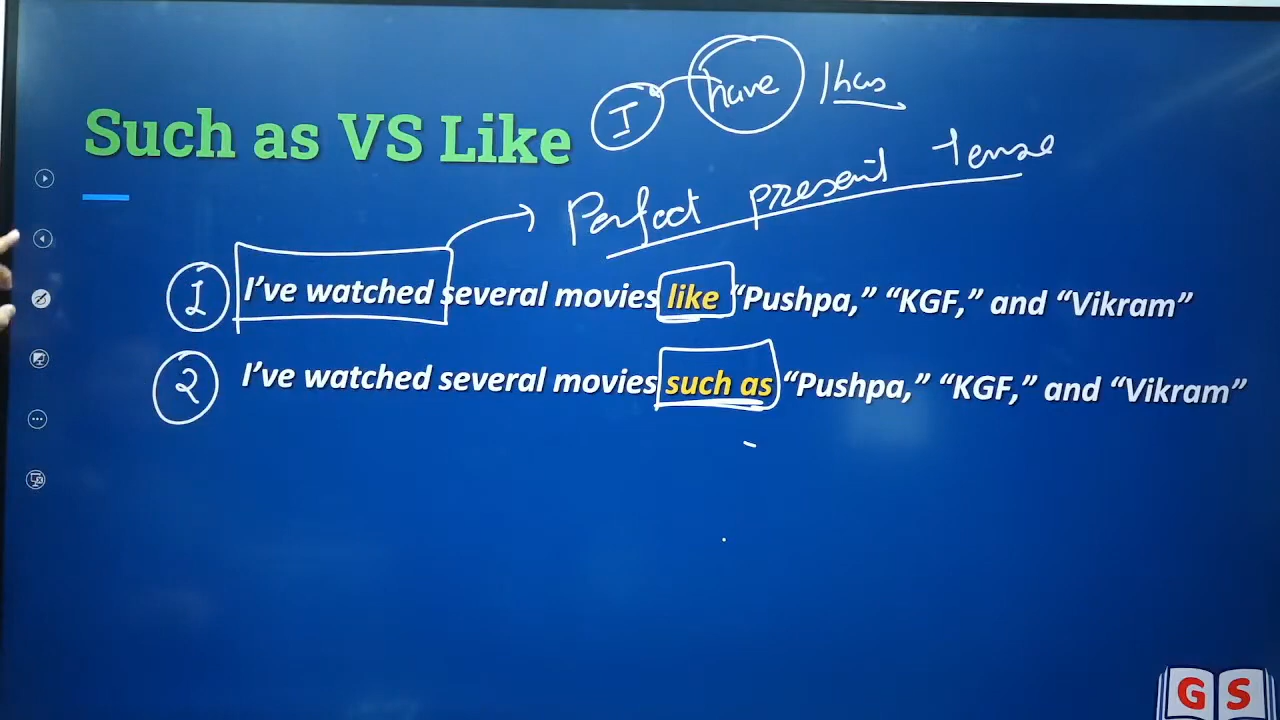 I have / has
Such as VS Like
Perfect present tense
1 I've watched several movies like “Pushpa,” “KGF,” and “Vikram”
2 I've watched several movies such as “Pushpa,” “KGF,” and “Vikram”
GS